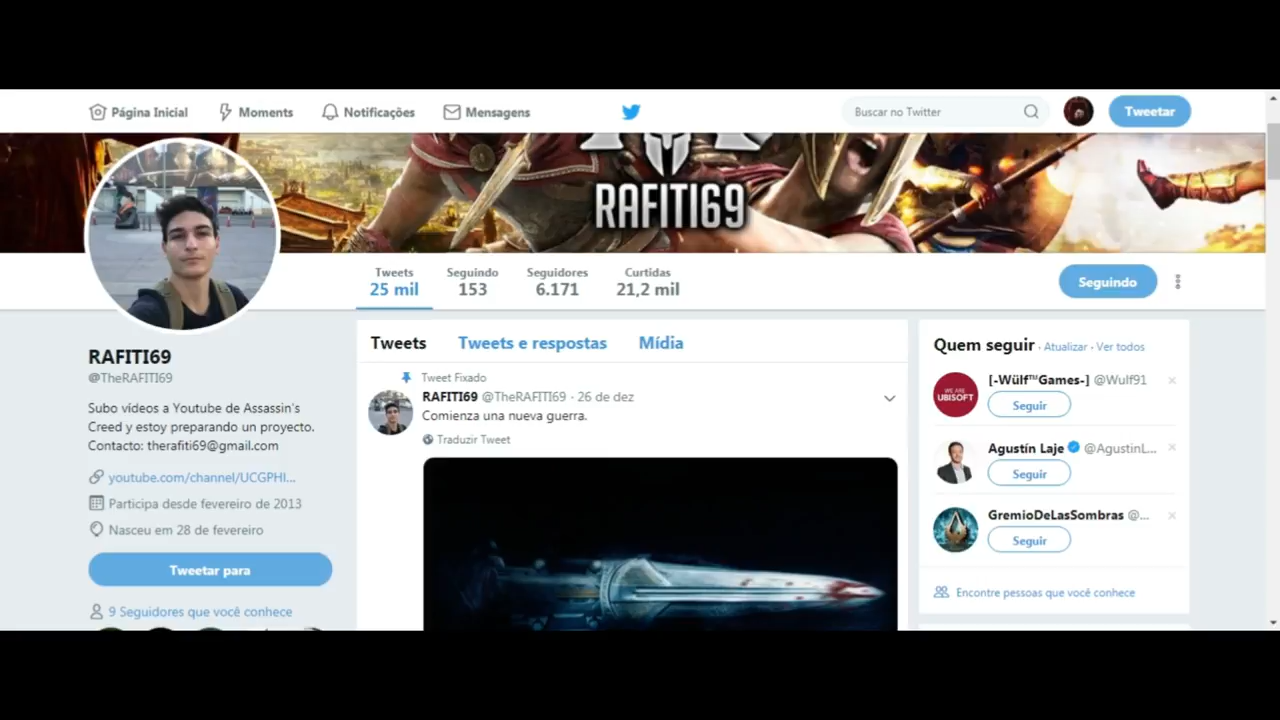 Página Inicial
Moments
Notificações
Mensagens
Buscar no Twitter
Tweetar
RAFITI69
Tweets
25 mil
Seguindo
153
Seguidores
6.171
Curtidas
21,2 mil
Seguindo
RAFITI69
@TheRAFITI69
Subo vídeos a Youtube de Assassin's
Creed y estoy preparando un proyecto.
Contacto: therafiti69@gmail.com
youtube.com/channel/UCGPHI...
Participa desde fevereiro de 2013
Nasceu em 28 de fevereiro
Tweetar para
9 Seguidores que você conhece
Tweets
Tweets e respostas
Mídia
Tweet Fixado
RAFITI69 @TheRAFITI69 · 26 de dez
Comienza una nueva guerra.
Traduzir Tweet
Quem seguir · Atualizar · Ver todos
WE ARE
UBISOFT
[-Wülf™Games-] @Wulf91
Seguir
Agustín Laje @AgustinL...
Seguir
GremioDeLasSombras @...
Seguir
Encontre pessoas que você conhece